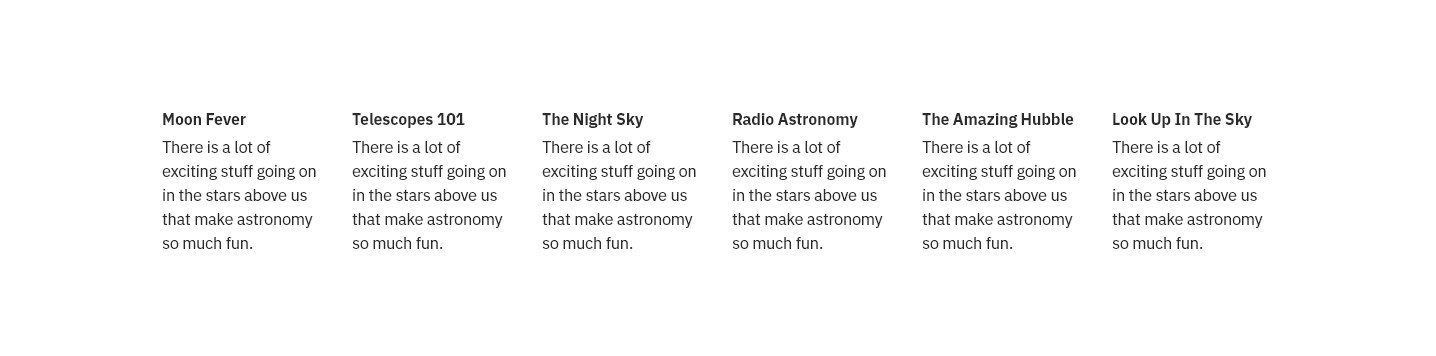 Moon Fever
There is a lot of
exciting stuff going on
in the stars above us
that make astronomy
so much fun.
Telescopes 101
There is a lot of
exciting stuff going on
in the stars above us
that make astronomy
so much fun.
The Night Sky
There is a lot of
exciting stuff going on
in the stars above us
that make astronomy
so much fun.
Radio Astronomy
There is a lot of
exciting stuff going on
in the stars above us
that make astronomy
so much fun.
The Amazing Hubble
There is a lot of
exciting stuff going on
in the stars above us
that make astronomy
so much fun.
Look Up In The Sky
There is a lot of
exciting stuff going on
in the stars above us
that make astronomy
so much fun.